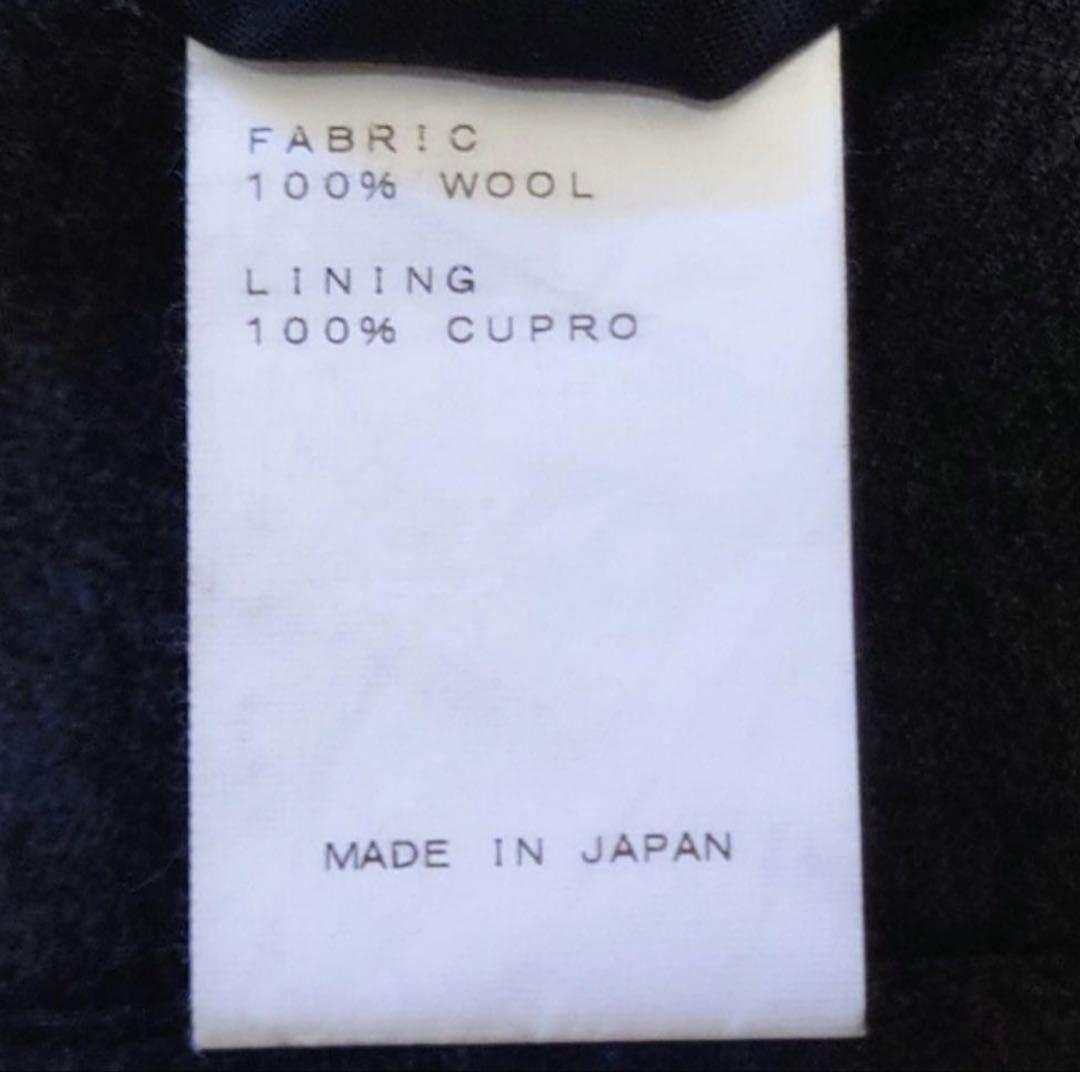 FABRIC
100% WOOL
LINING
100% CUPRO
MADE IN JAPAN